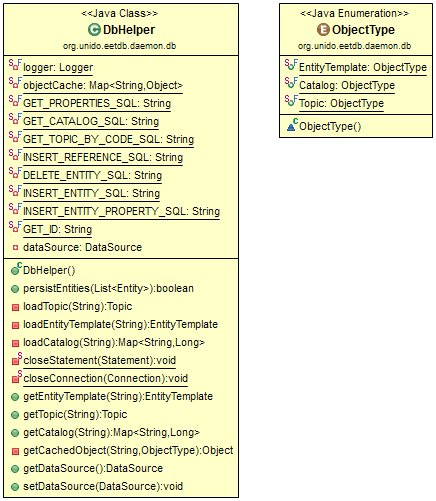 <<Java Class>>
DbHelper
org.unido.eetdb.daemon.db
logger: Logger
objectCache: Map<String,Object>
GET_PROPERTIES_SQL: String
GET_CATALOG_SQL: String
GET_TOPIC_BY_CODE_SQL: String
INSERT_REFERENCE_SQL: String
DELETE_ENTITY_SQL: String
INSERT_ENTITY_SQL: String
INSERT_ENTITY_PROPERTY_SQL: String
GET_ID: String
dataSource: DataSource
DbHelper()
persistEntities(List<Entity>):boolean
loadTopic(String):Topic
loadEntityTemplate(String):EntityTemplate
loadCatalog(String):Map<String,Long>
closeStatement(Statement):void
closeConnection(Connection):void
getEntityTemplate(String):EntityTemplate
getTopic(String):Topic
getCatalog(String):Map<String,Long>
getCachedObject(String,ObjectType):Object
getDataSource():DataSource
setDataSource(DataSource):void
<<Java Enumeration>>
ObjectType
org.unido.eetdb.daemon.db
EntityTemplate: ObjectType
Catalog: ObjectType
Topic: ObjectType
ObjectType()